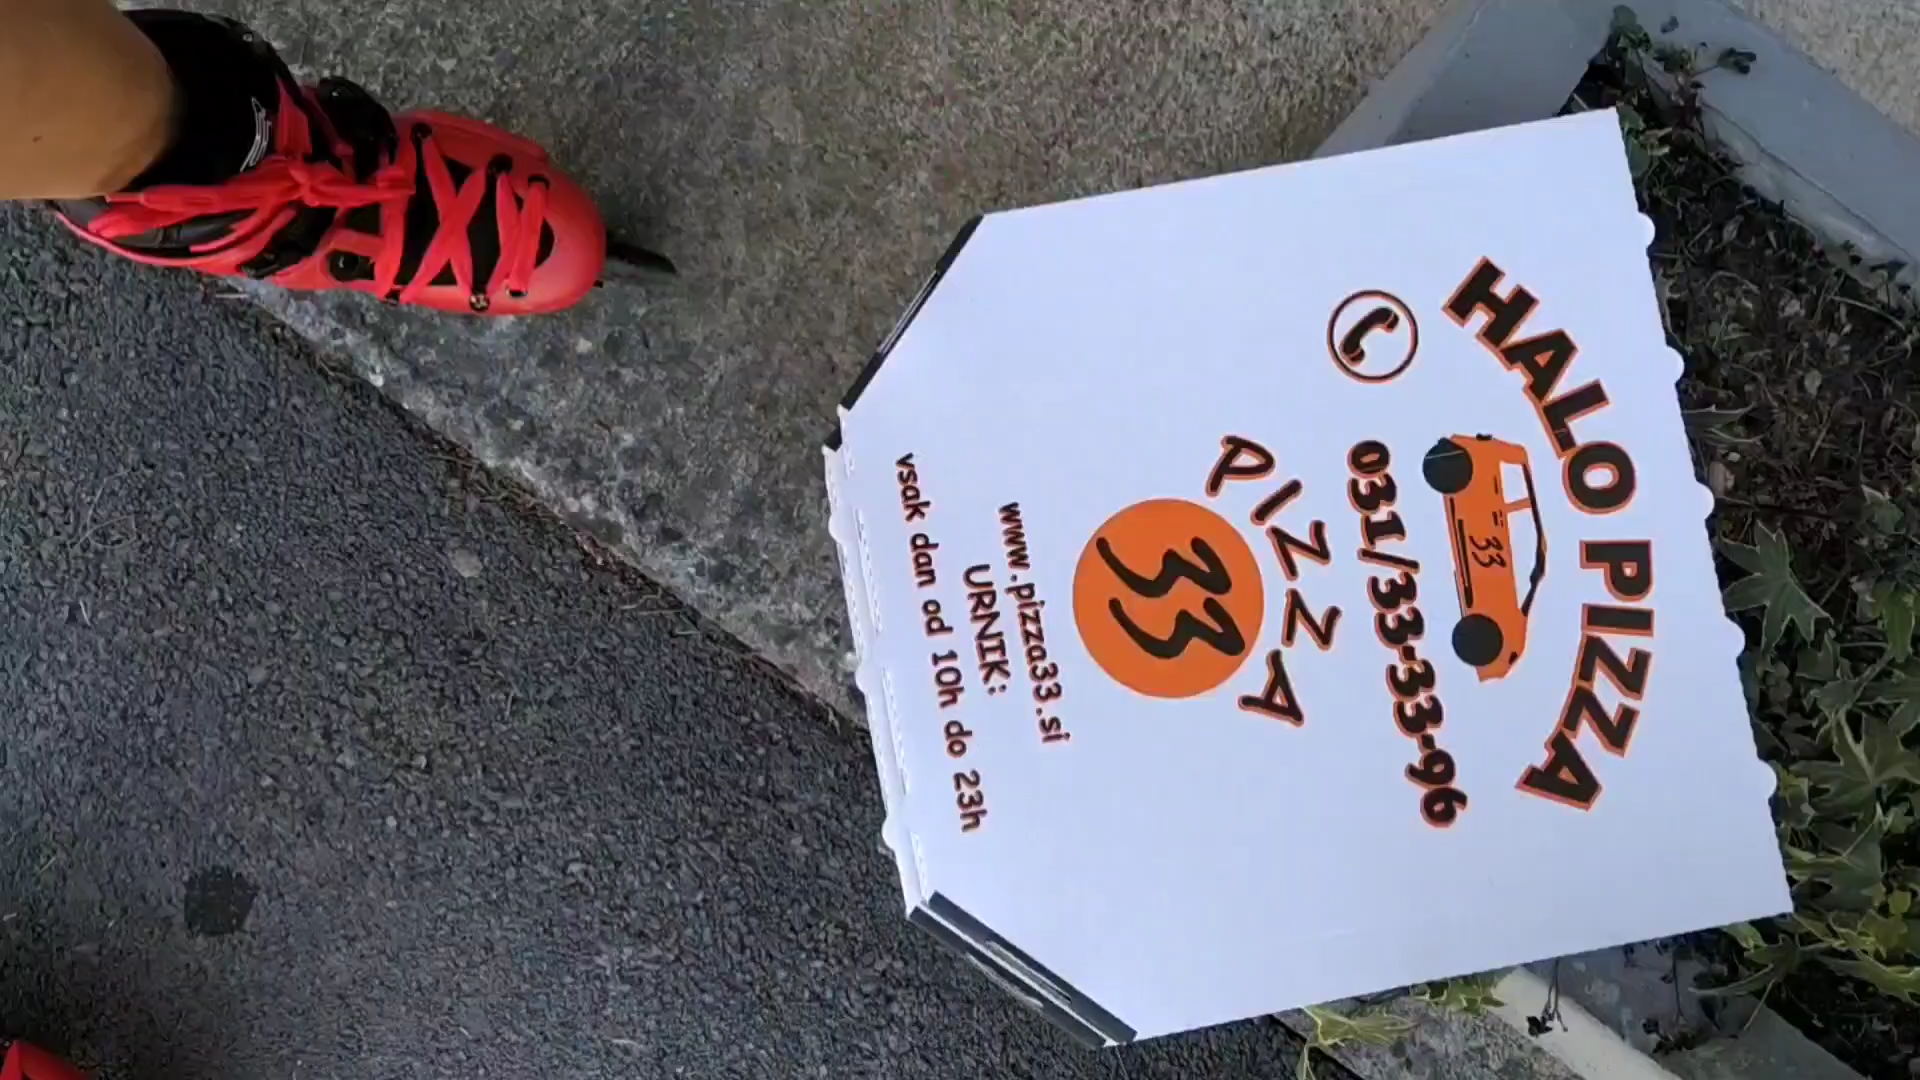 HALO PIZZA
33
031/33-33-96
PIZZA
33
www.pizza33.si
URNIK:
vsak dan od 10h do 23h